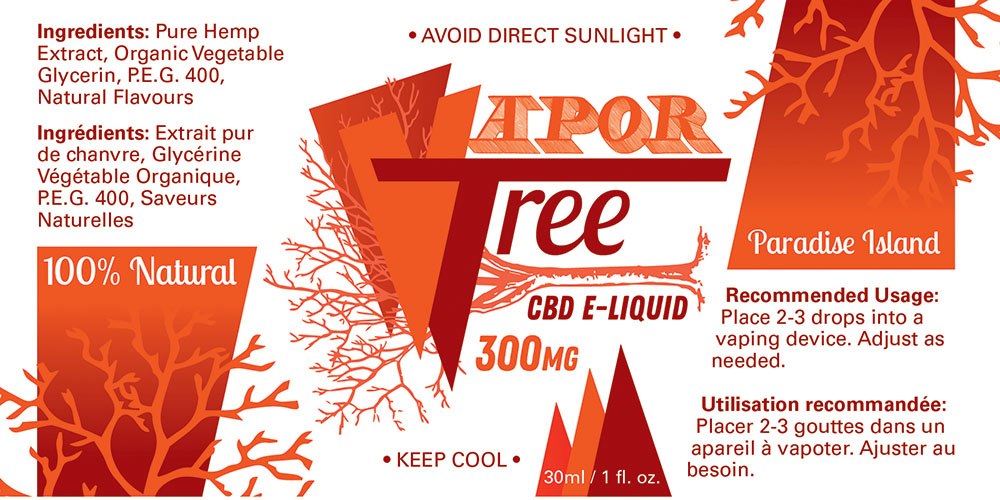 Ingredients: Pure Hemp
Extract, Organic Vegetable
Glycerin, P.E.G. 400,
Natural Flavours
Ingrédients: Extrait pur
de chanvre, Glycérine
Végétable Organique,
P.E.G. 400, Saveurs
Naturelles
100% Natural
• AVOID DIRECT SUNLIGHT •
VAPOR
Tree
CBD E-LIQUID
300MG
• KEEP COOL •
30ml / 1 fl. oz.
Paradise Island
Recommended Usage:
Place 2-3 drops into a
vaping device. Adjust as
needed.
Utilisation recommandée:
Placer 2-3 gouttes dans un
apareil à vapoter. Ajuster au
besoin.